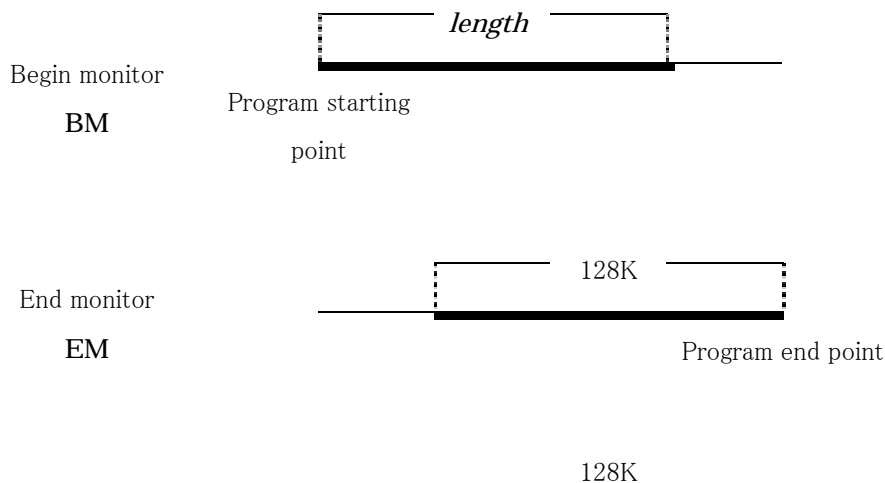 length
Begin monitor
BM
Program starting
point
128K
End monitor
EM
Program end point
128K